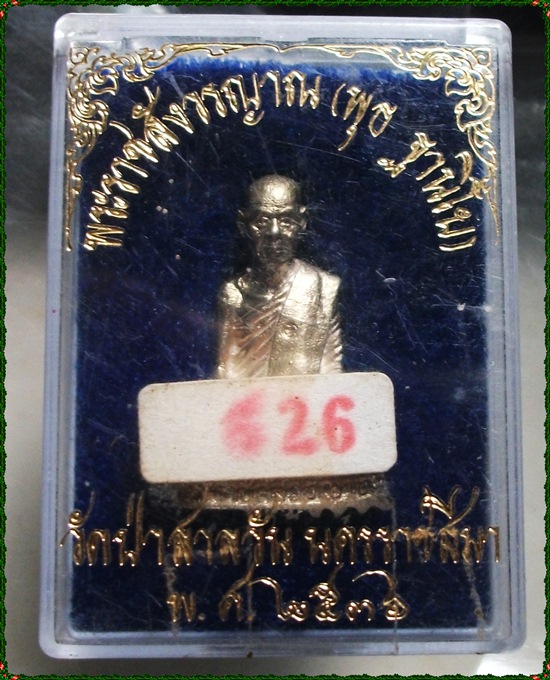 พระราชสังวรญาณ (พุธ ฐานิโย)
26
วัดป่าสาลวัน นครราชสีมา
พ.ศ. ๒๕๓๖